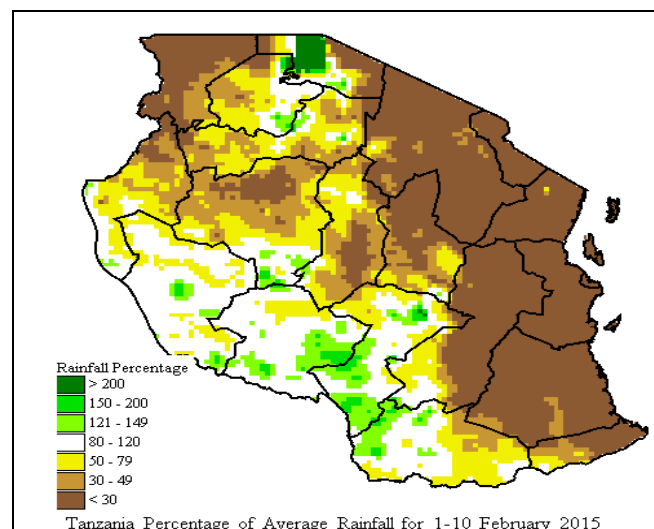 Rainfall Percentage
> 200
150 - 200
121 - 149
80 - 120
50 - 79
30 - 49
< 30
Tanzania Percentage of Average Rainfall for 1-10 February 2015